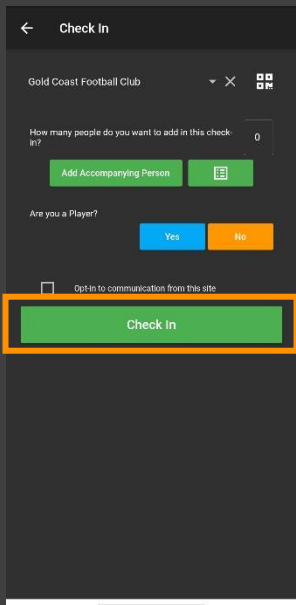 Check In
Gold Coast Football Club
How many people do you want to add in this check-
in?
0
Add Accompanying Person
Are you a Player?
Yes
No
Opt-in to communication from this site
Check In